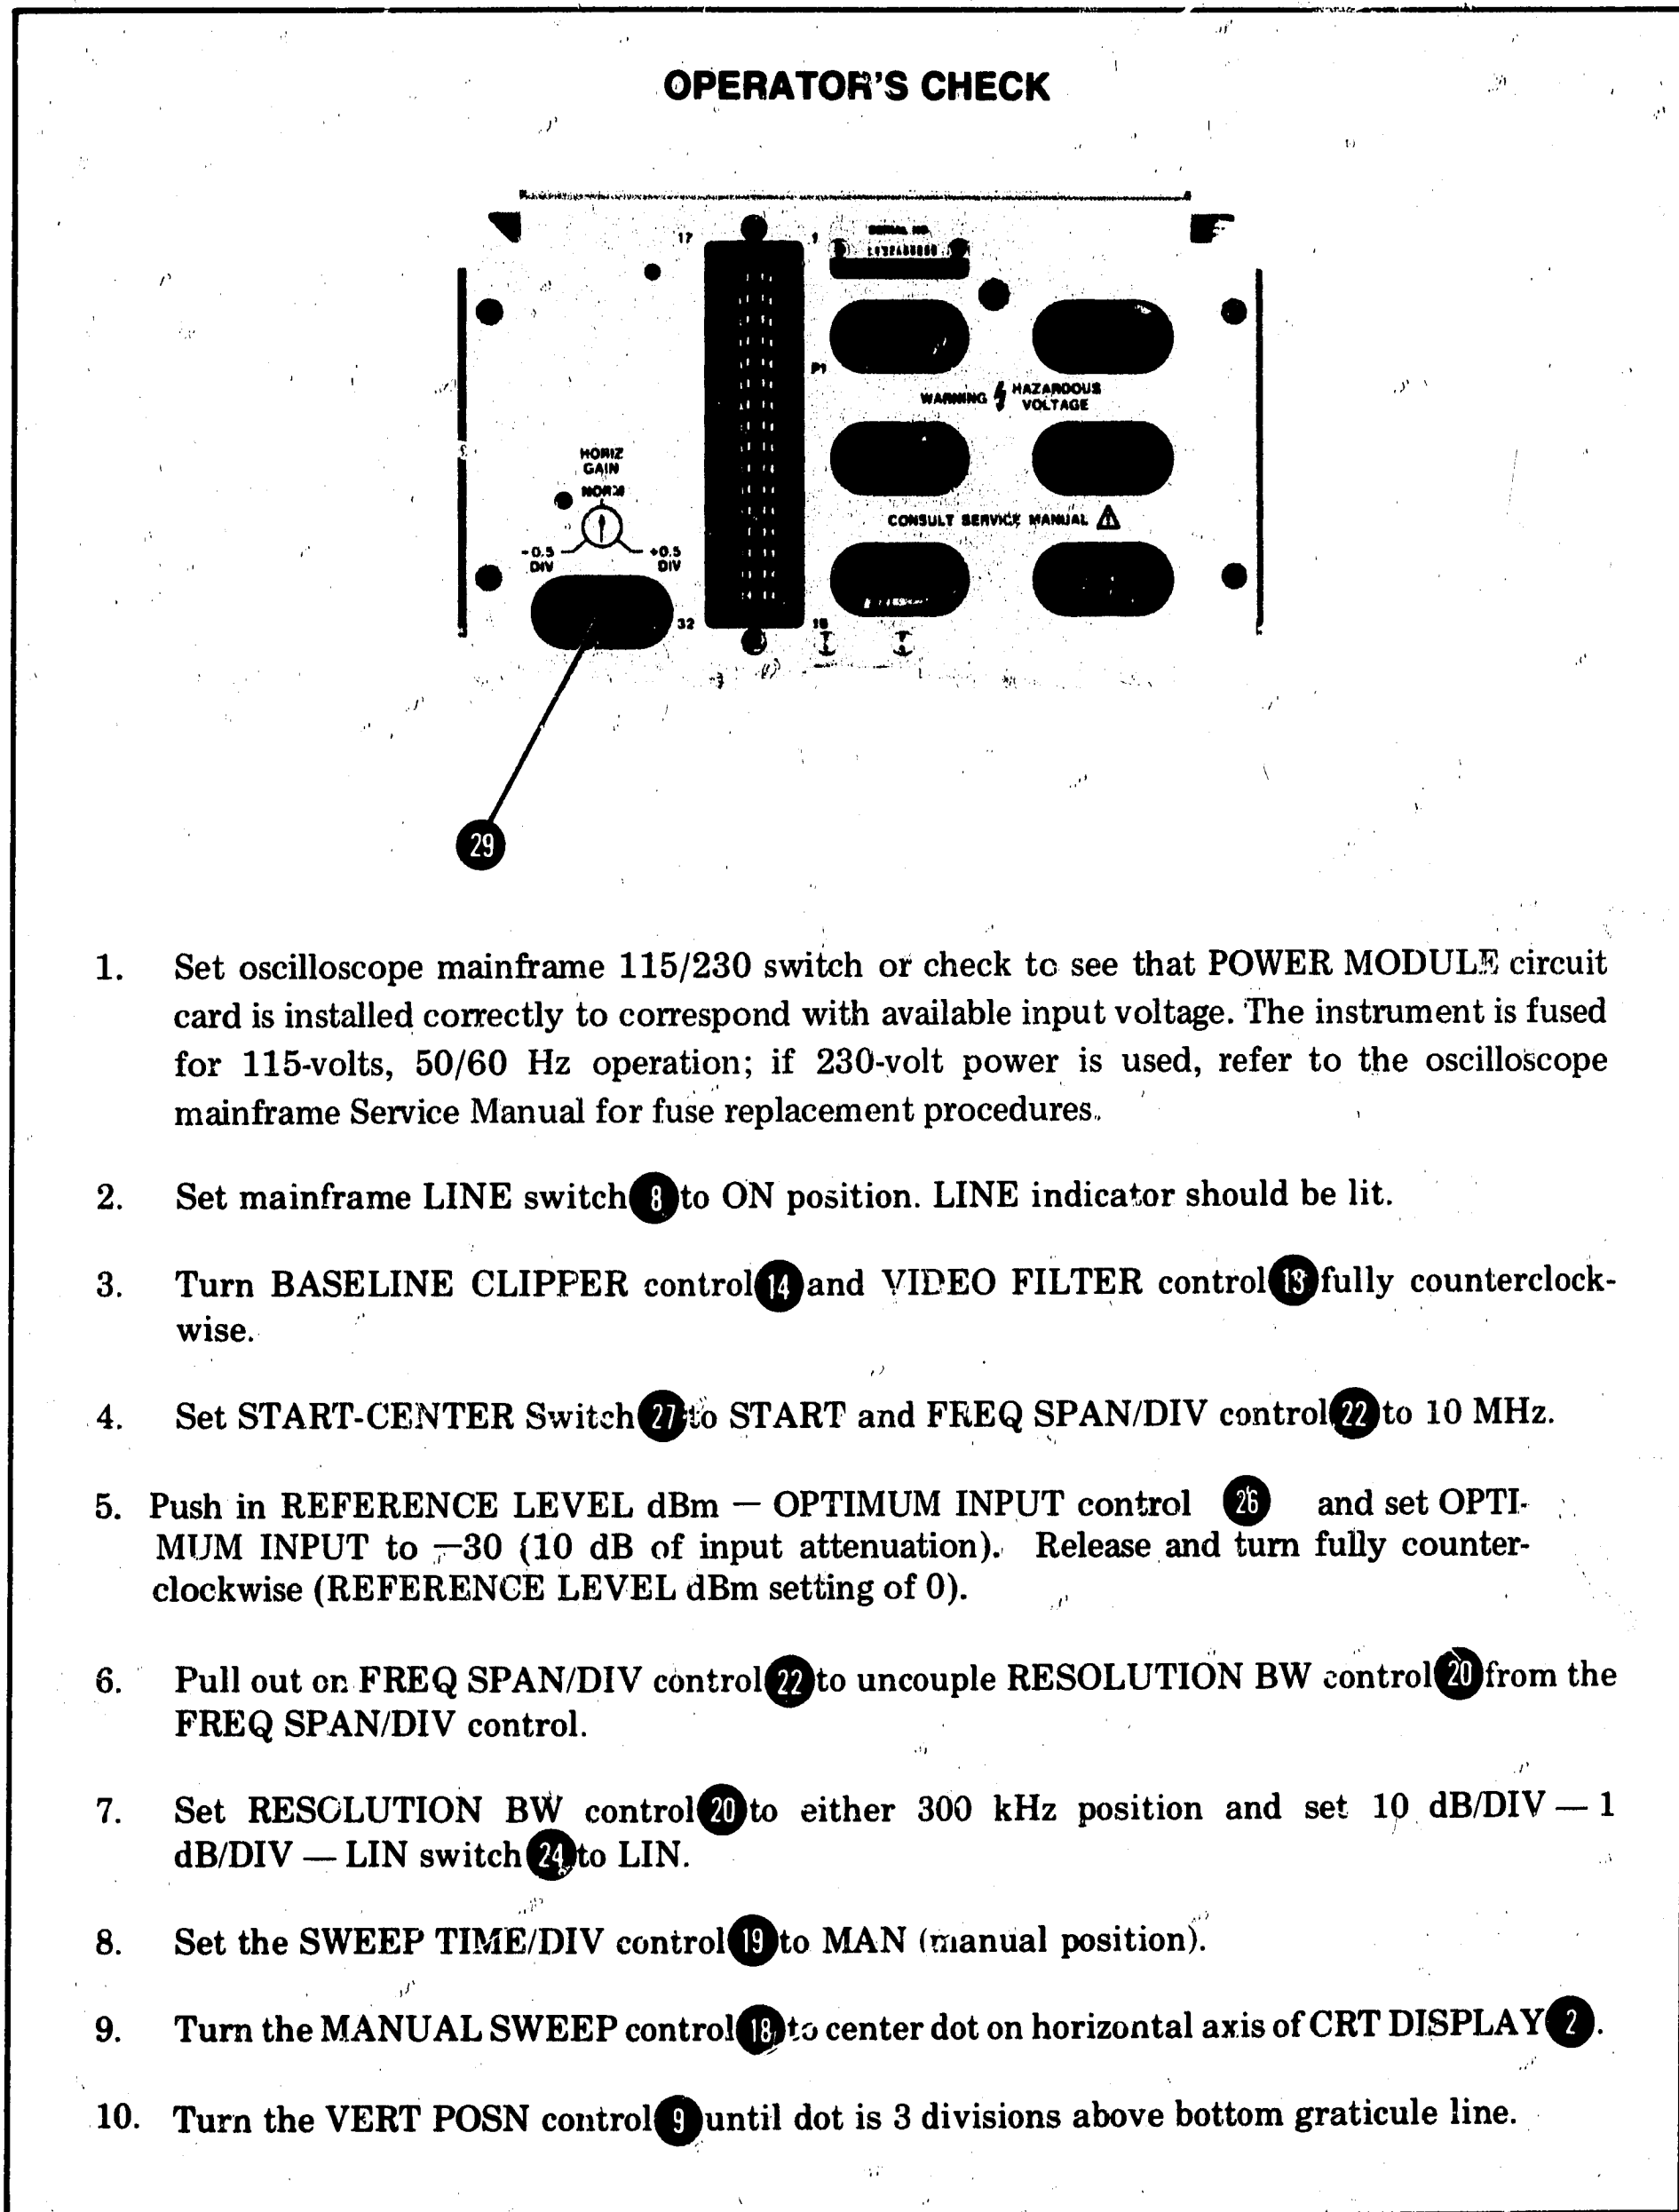 OPERATOR'S CHECK
17
1
SERIAL NO.
P1
WARNING HAZARDOUS
VOLTAGE
HORIZ
GAIN
NORM
CONSULT SERVICE MANUAL
-0.5
DIV
+0.5
DIV
32
16
29
1. Set oscilloscope mainframe 115/230 switch or check to see that POWER MODULE circuit
card is installed correctly to correspond with available input voltage. The instrument is fused
for 115-volts, 50/60 Hz operation; if 230-volt power is used, refer to the oscilloscope
mainframe Service Manual for fuse replacement procedures.
2. Set mainframe LINE switch 8 to ON position. LINE indicator should be lit.
3. Turn BASELINE CLIPPER control 14 and VIDEO FILTER control 13 fully counterclock-
wise.
4. Set START-CENTER Switch 27 to START and FREQ SPAN/DIV control 22 to 10 MHz.
5. Push in REFERENCE LEVEL dBm — OPTIMUM INPUT control 26 and set OPTI-
MUM INPUT to —30 (10 dB of input attenuation). Release and turn fully counter-
clockwise (REFERENCE LEVEL dBm setting of 0).
6. Pull out on FREQ SPAN/DIV control 22 to uncouple RESOLUTION BW control 20 from the
FREQ SPAN/DIV control.
7. Set RESOLUTION BW control 20 to either 300 kHz position and set 10 dB/DIV — 1
dB/DIV — LIN switch 24 to LIN.
8. Set the SWEEP TIME/DIV control 19 to MAN (manual position).
9. Turn the MANUAL SWEEP control 18 to center dot on horizontal axis of CRT DISPLAY 2.
10. Turn the VERT POSN control 9 until dot is 3 divisions above bottom graticule line.